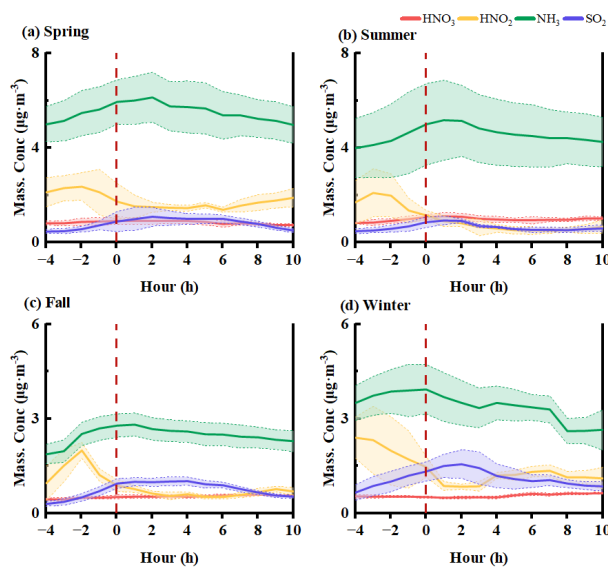 HNO₃ HNO₂ NH₃ SO₂
(a) Spring
(b) Summer
Mass. Conc (μg·m⁻³)
8
4
0
−4 −2 0 2 4 6 8 10
Hour (h)
Mass. Conc (μg·m⁻³)
8
4
0
−4 −2 0 2 4 6 8 10
Hour (h)
(c) Fall
(d) Winter
Mass. Conc (μg·m⁻³)
6
3
0
−4 −2 0 2 4 6 8 10
Hour (h)
Mass. Conc (μg·m⁻³)
6
3
0
−4 −2 0 2 4 6 8 10
Hour (h)